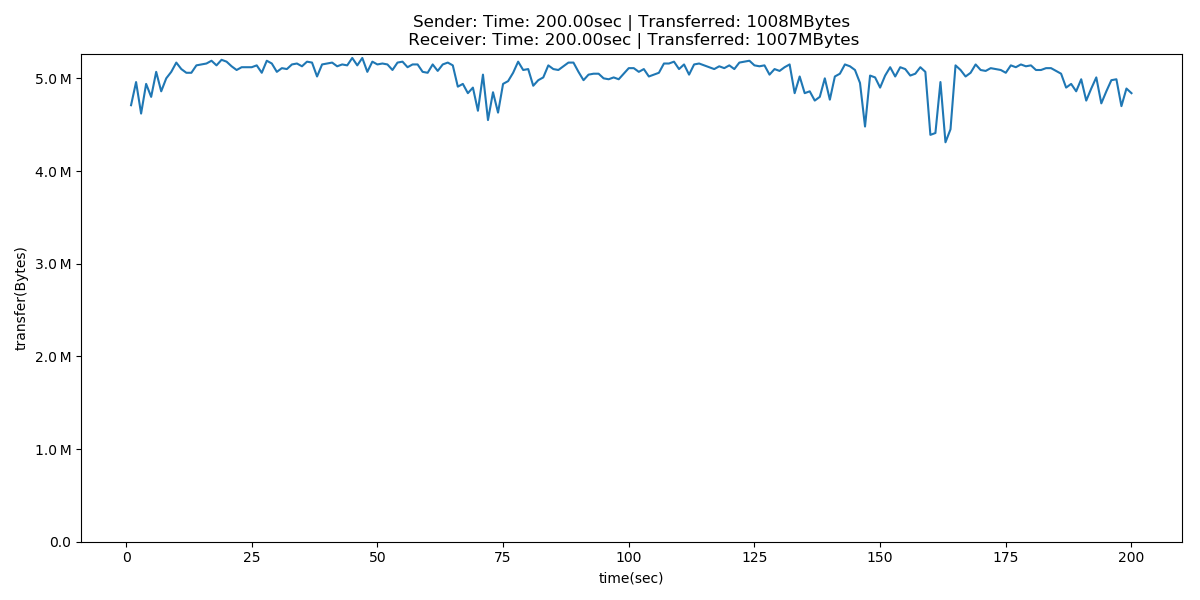 Sender: Time: 200.00sec | Transferred: 1008MBytes
Receiver: Time: 200.00sec | Transferred: 1007MBytes
5.0 M
4.0 M
3.0 M
2.0 M
1.0 M
0.0
transfer(Bytes)
0 25 50 75 100 125 150 175 200
time(sec)